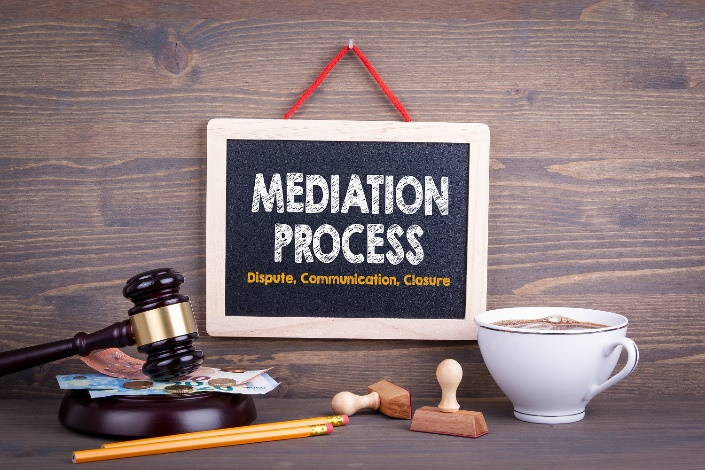 MEDIATION
PROCESS
Dispute, Communication, Closure